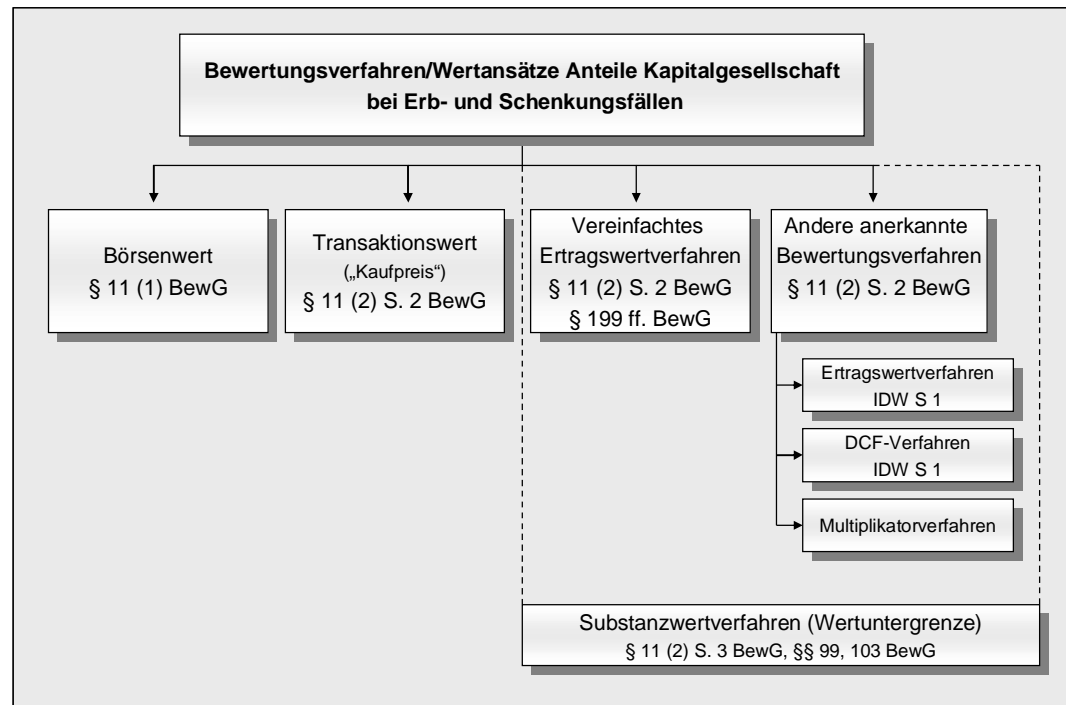 Bewertungsverfahren/Wertansätze Anteile Kapitalgesellschaft
bei Erb- und Schenkungsfällen
Börsenwert
§ 11 (1) BewG
Transaktionswert
(„Kaufpreis“)
§ 11 (2) S. 2 BewG
Vereinfachtes
Ertragswertverfahren
§ 11 (2) S. 2 BewG
§ 199 ff. BewG
Andere anerkannte
Bewertungsverfahren
§ 11 (2) S. 2 BewG
Ertragswertverfahren
IDW S 1
DCF-Verfahren
IDW S 1
Multiplikatorverfahren
Substanzwertverfahren (Wertuntergrenze)
§ 11 (2) S. 3 BewG, §§ 99, 103 BewG